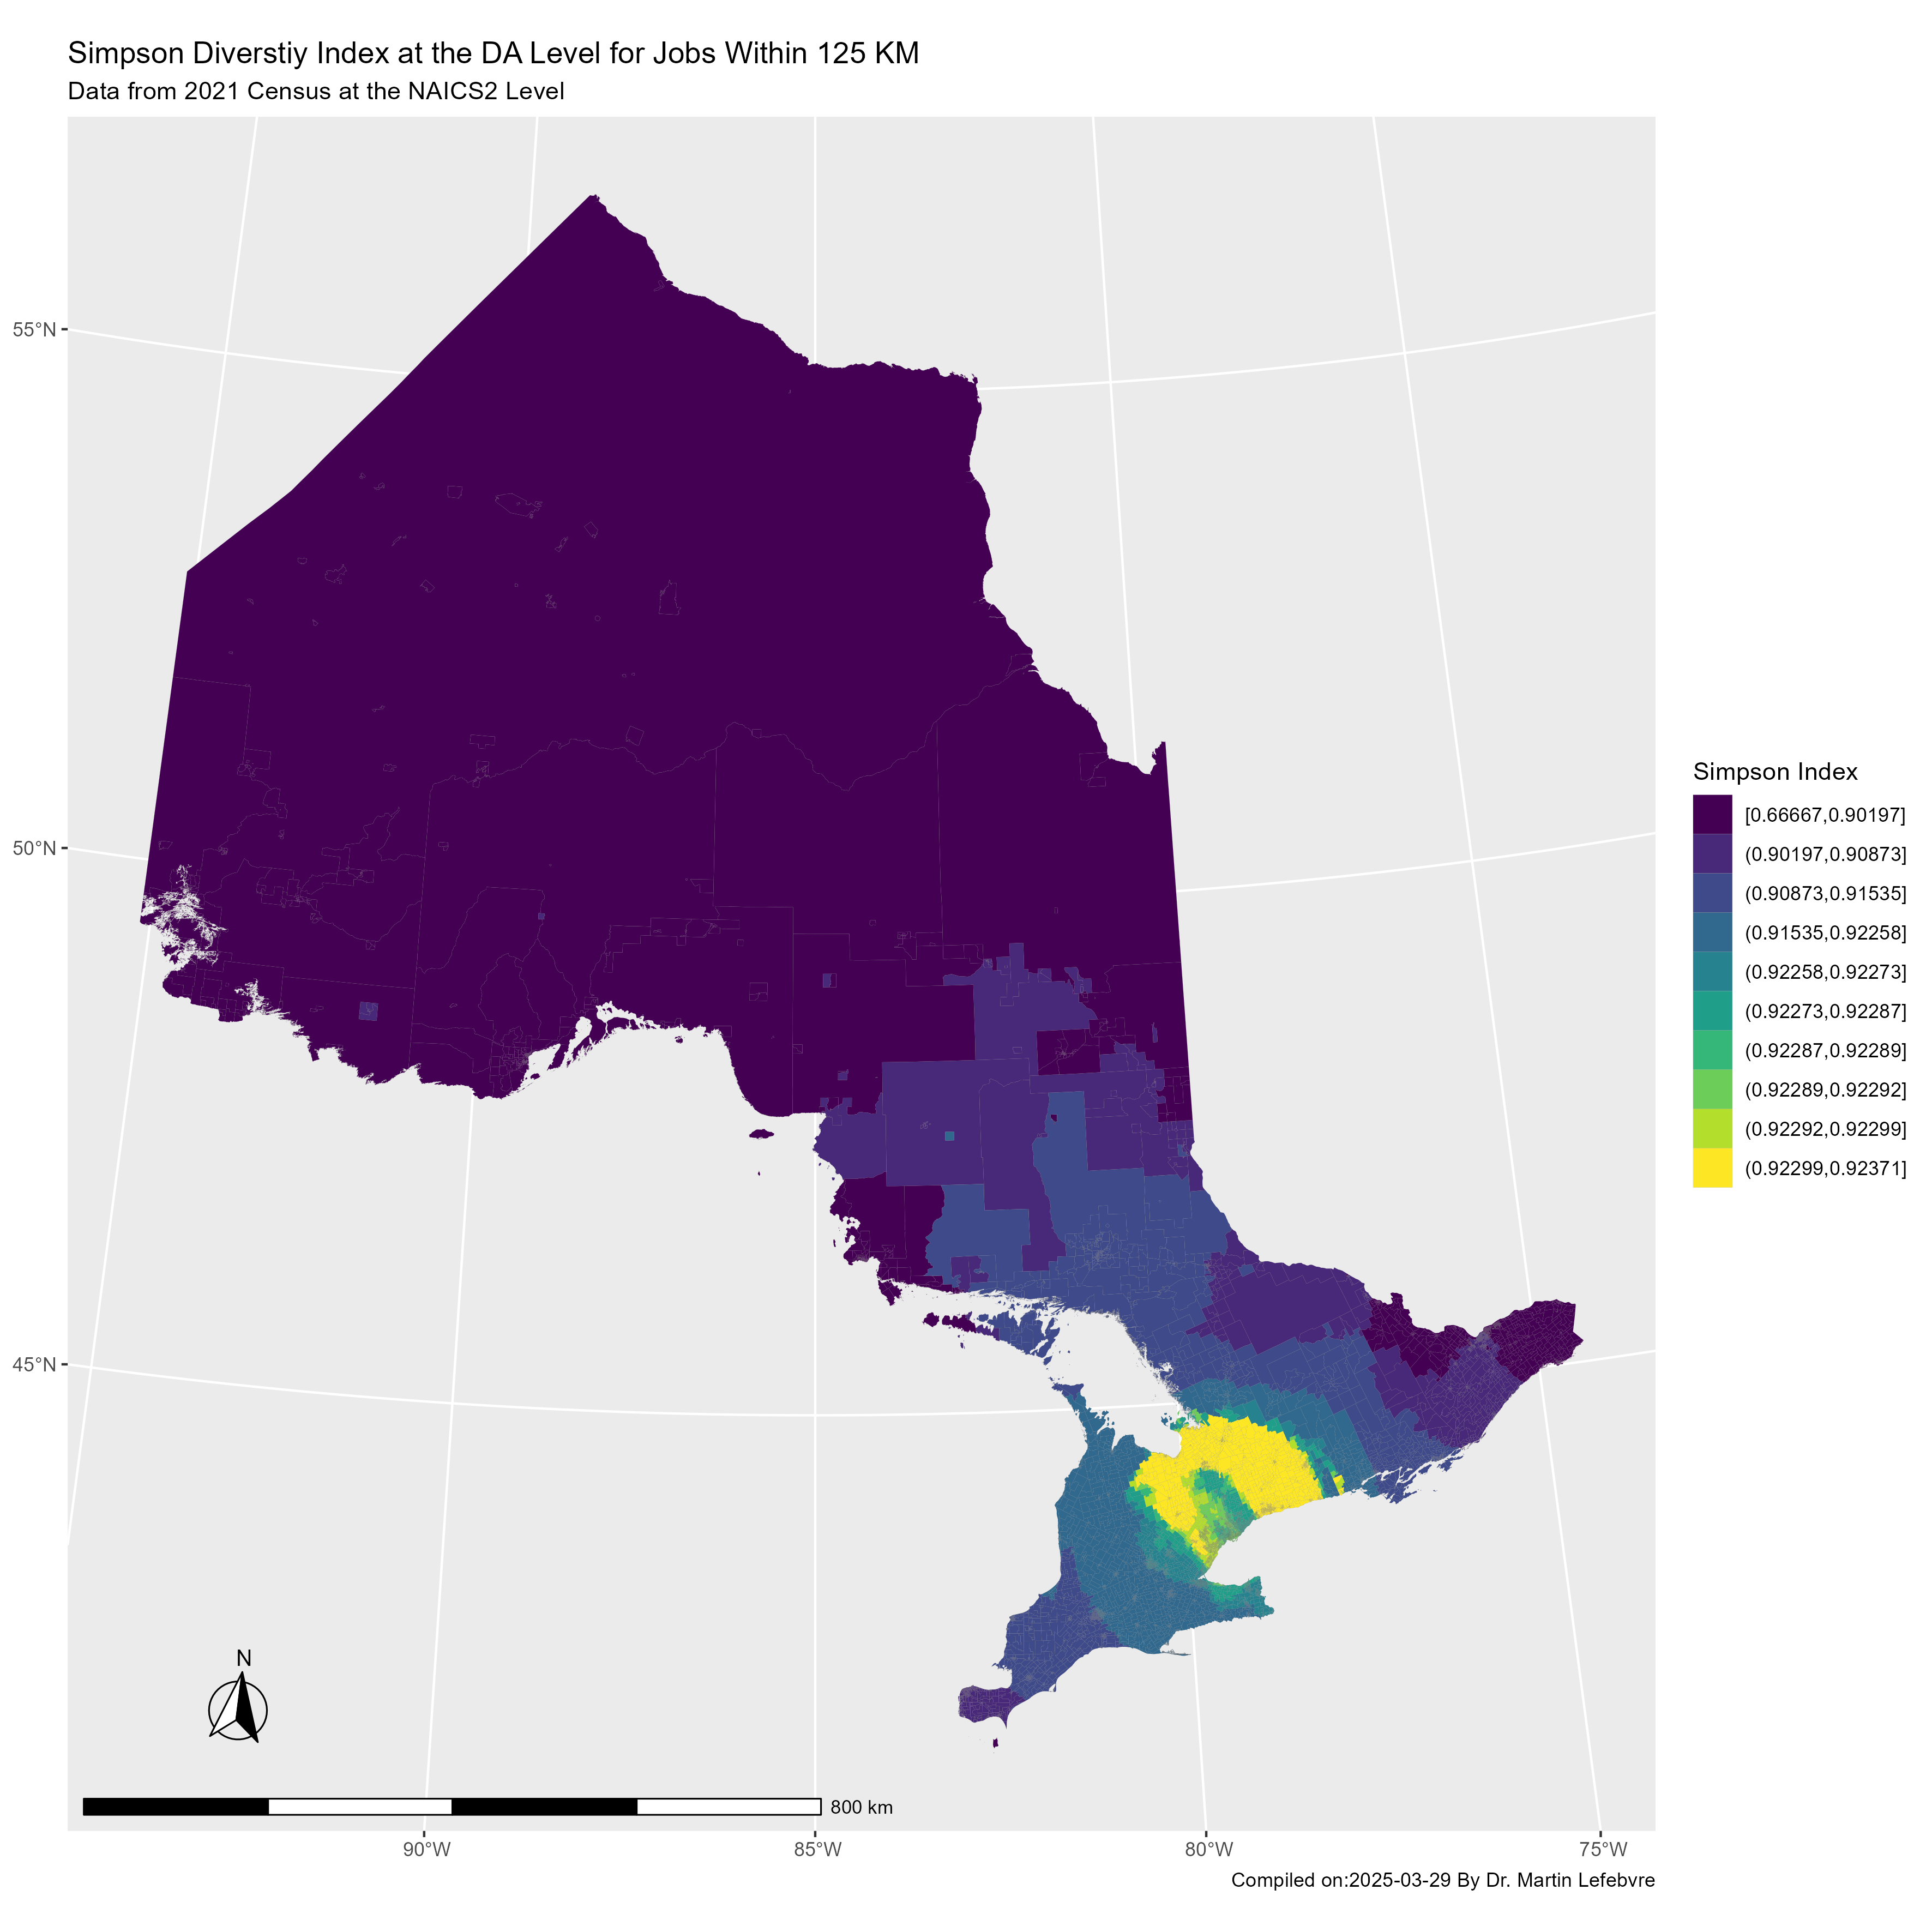 Simpson Diverstiy Index at the DA Level for Jobs Within 125 KM
Data from 2021 Census at the NAICS2 Level
55°N
50°N
45°N
Simpson Index
[0.66667,0.90197]
(0.90197,0.90873]
(0.90873,0.91535]
(0.91535,0.92258]
(0.92258,0.92273]
(0.92273,0.92287]
(0.92287,0.92289]
(0.92289,0.92292]
(0.92292,0.92299]
(0.92299,0.92371]
N
800 km
90°W
85°W
80°W
75°W
Compiled on:2025-03-29 By Dr. Martin Lefebvre